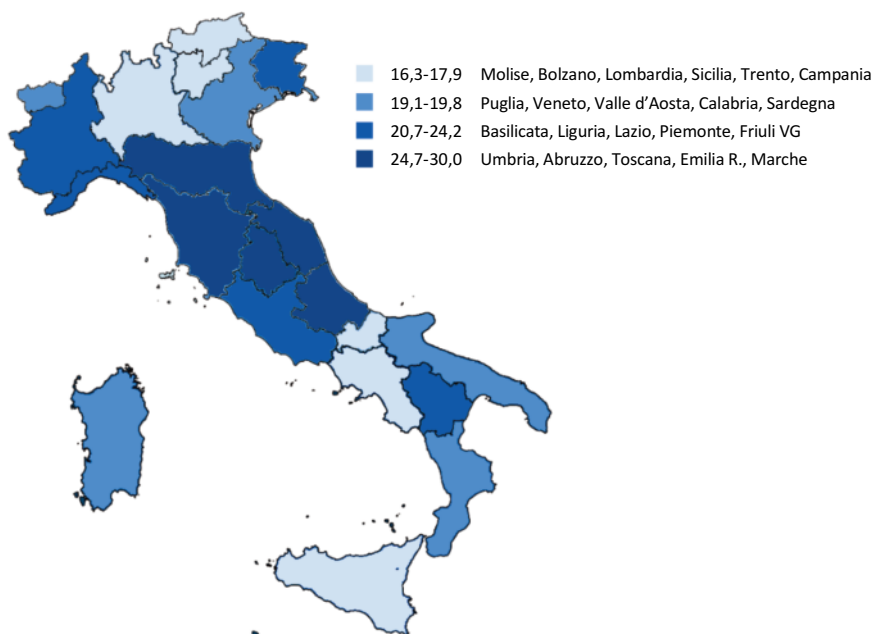 16,3-17,9 Molise, Bolzano, Lombardia, Sicilia, Trento, Campania
19,1-19,8 Puglia, Veneto, Valle d’Aosta, Calabria, Sardegna
20,7-24,2 Basilicata, Liguria, Lazio, Piemonte, Friuli VG
24,7-30,0 Umbria, Abruzzo, Toscana, Emilia R., Marche